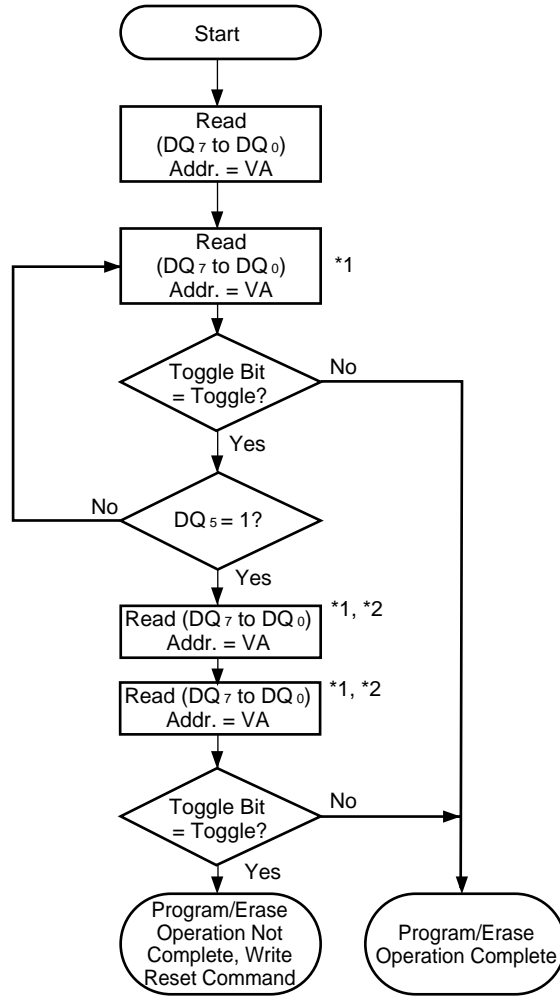 Start
Read
(DQ7 to DQ0)
Addr. = VA
Read
(DQ7 to DQ0)
Addr. = VA
*1
Toggle Bit
= Toggle?
No
Yes
No
DQ5 = 1?
Yes
Read (DQ7 to DQ0)
Addr. = VA
*1, *2
Read (DQ7 to DQ0)
Addr. = VA
*1, *2
Toggle Bit
= Toggle?
No
Yes
Program/Erase
Operation Not
Complete, Write
Reset Command
Program/Erase
Operation Complete